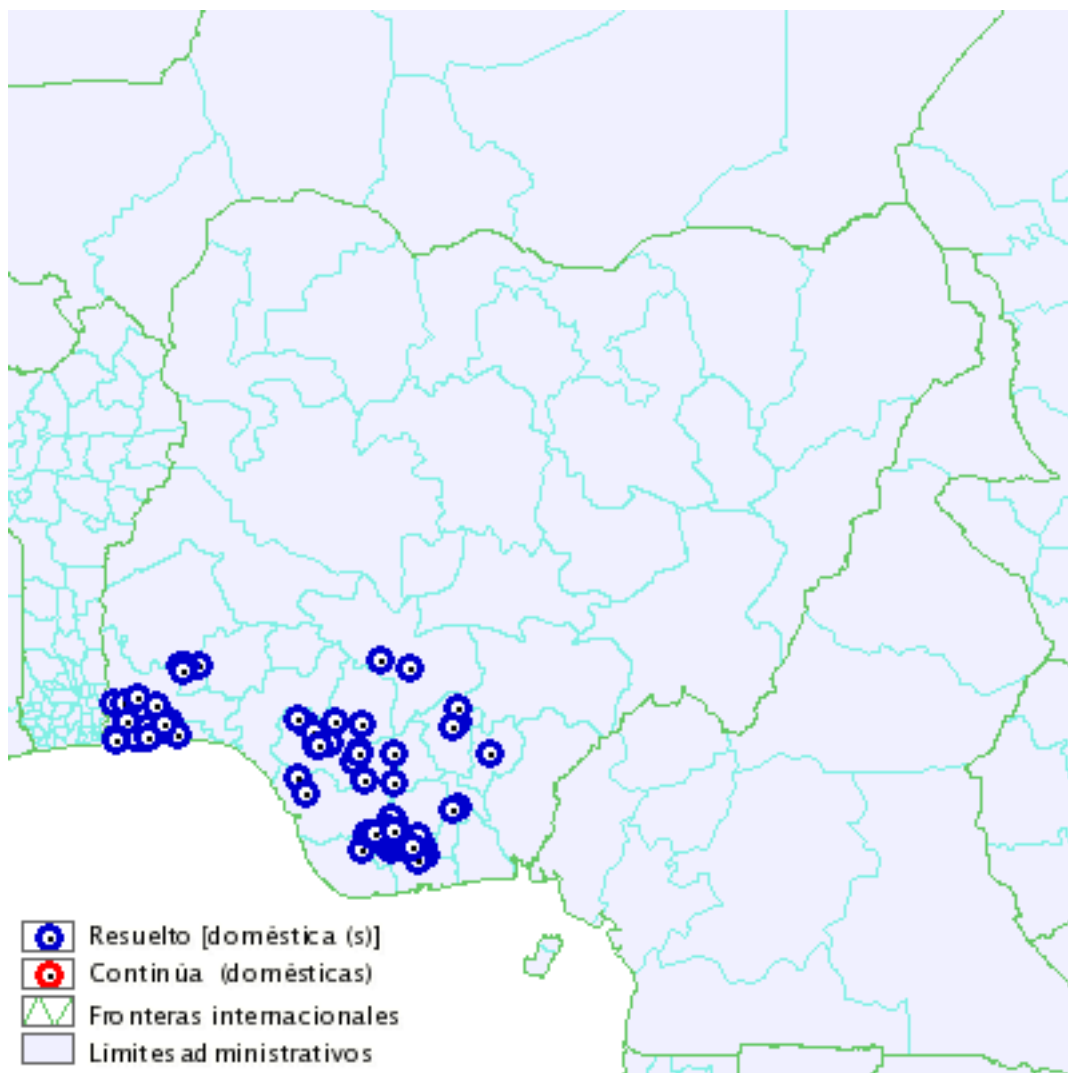 Resuelto [doméstica (s)]
Continúa (domésticas)
Fronteras internacionales
Límites administrativos